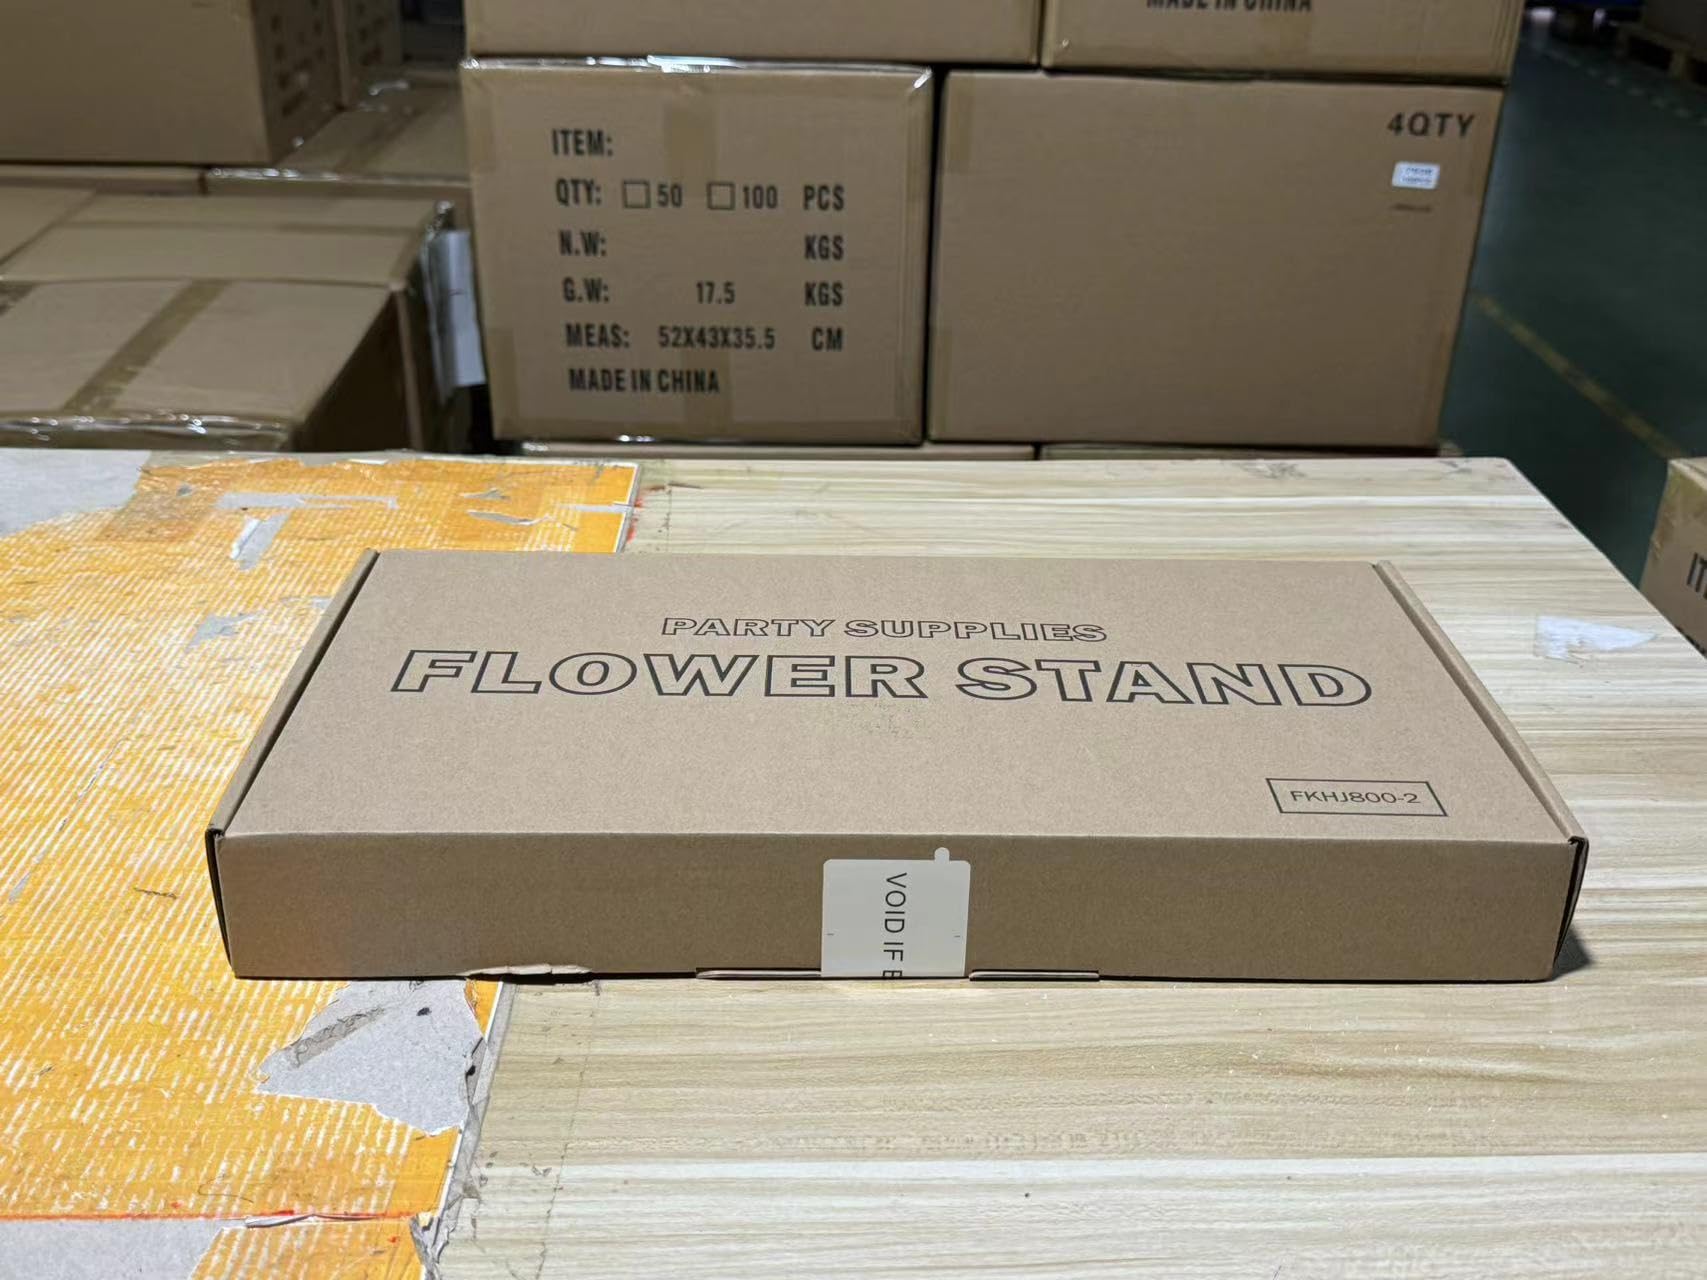 MADE IN CHINA
ITEM:
QTY: 50 100 PCS
N.W: KGS
G.W: 17.5 KGS
MEAS: 52X43X35.5 CM
MADE IN CHINA
4QTY
PARTY SUPPLIES
FLOWER STAND
FKHJ800-2
VOID IF